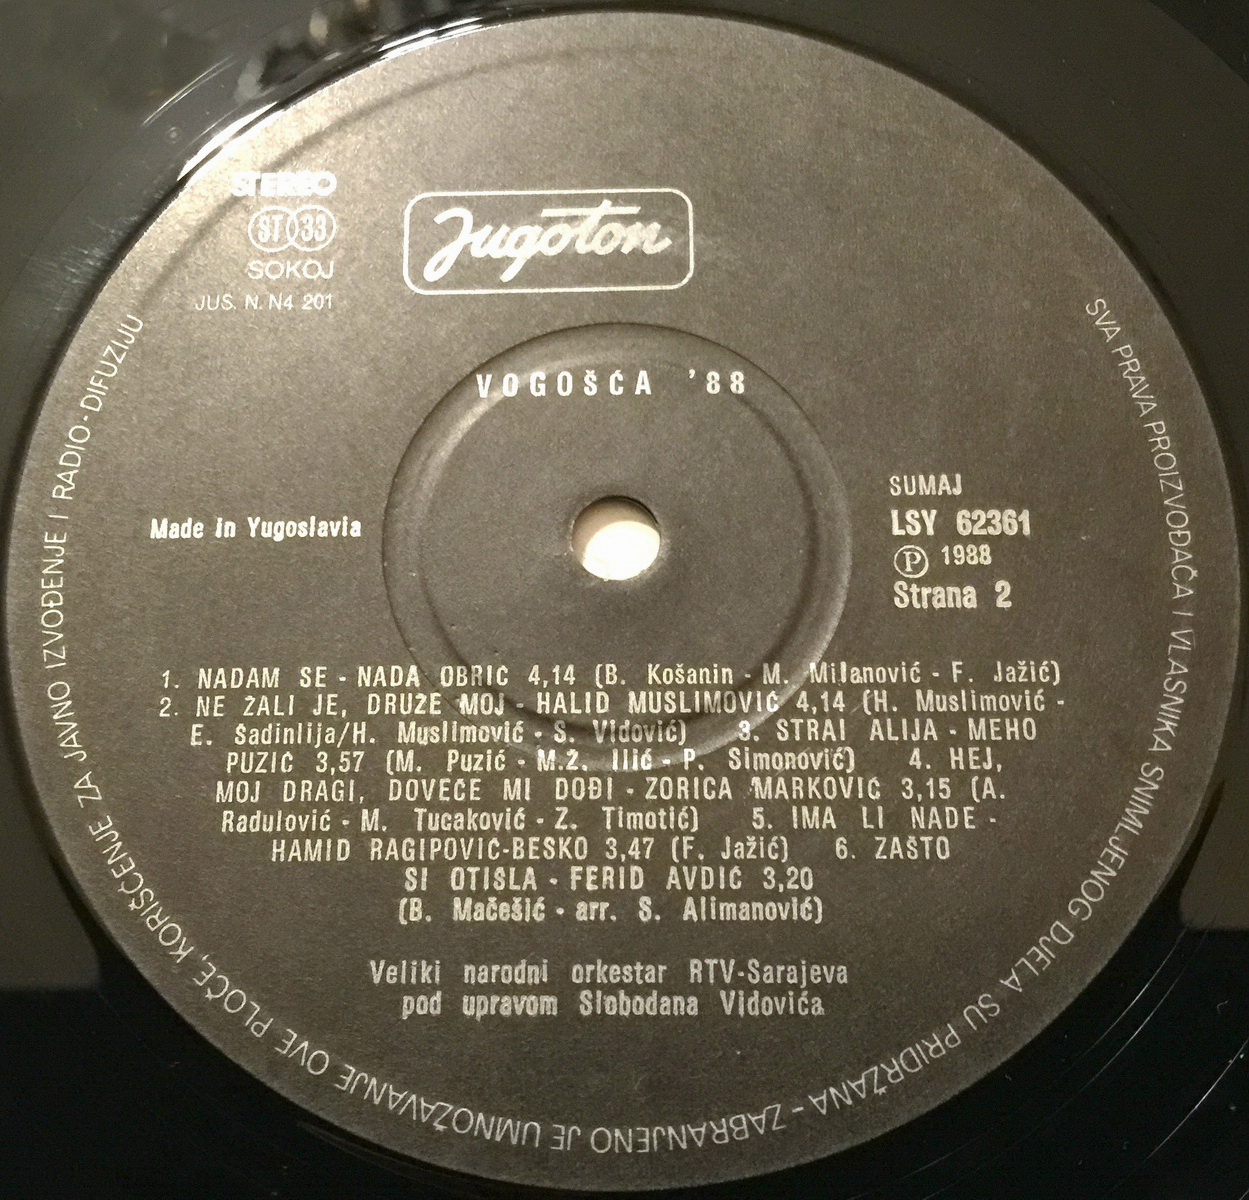 STEREO
ST 33
SOKOJ
JUS. N. N4 201
Jugoton
VOGOŠĆA '88
Made in Yugoslavia
SUMAJ
LSY 62361
Ⓟ 1988
Strana 2
1. NADAM SE - NADA OBRIĆ 4,14 (B. Košanin - M. Milanović - F. Jažić)
2. NE ŽALI JE, DRUŽE MOJ - HALID MUSLIMOVIĆ 4,14 (H. Muslimović -
E. Sadinlija/H. Muslimović - S. Vidović) 3. STRAI ALIJA - MEHO
PUZIĆ 3,57 (M. Puzić - M.Ž. Ilić - P. Simonović) 4. HEJ,
MOJ DRAGI, DOVEČE MI DOĐI - ZORICA MARKOVIĆ 3,15 (A.
Radulović - M. Tucaković - Z. Timotić) 5. IMA LI NADE -
HAMID RAGIPOVIĆ-BESKO 3,47 (F. Jažić) 6. ZAŠTO
SI OTIŠLA - FERID AVDIĆ 3,20
(B. Mačešić - arr. S. Alimanović)
Veliki narodni orkestar RTV-Sarajeva
pod upravom Slobodana Vidovića
SVA PRAVA PROIZVOĐAČA I VLASNIKA SNIMLJENOG DJELA SU PRIDRŽANA - ZABRANJENO JE UMNOŽAVANJE OVE PLOČE, KORIŠĆENJE ZA JAVNO IZVOĐENJE I RADIO-DIFUZIJU